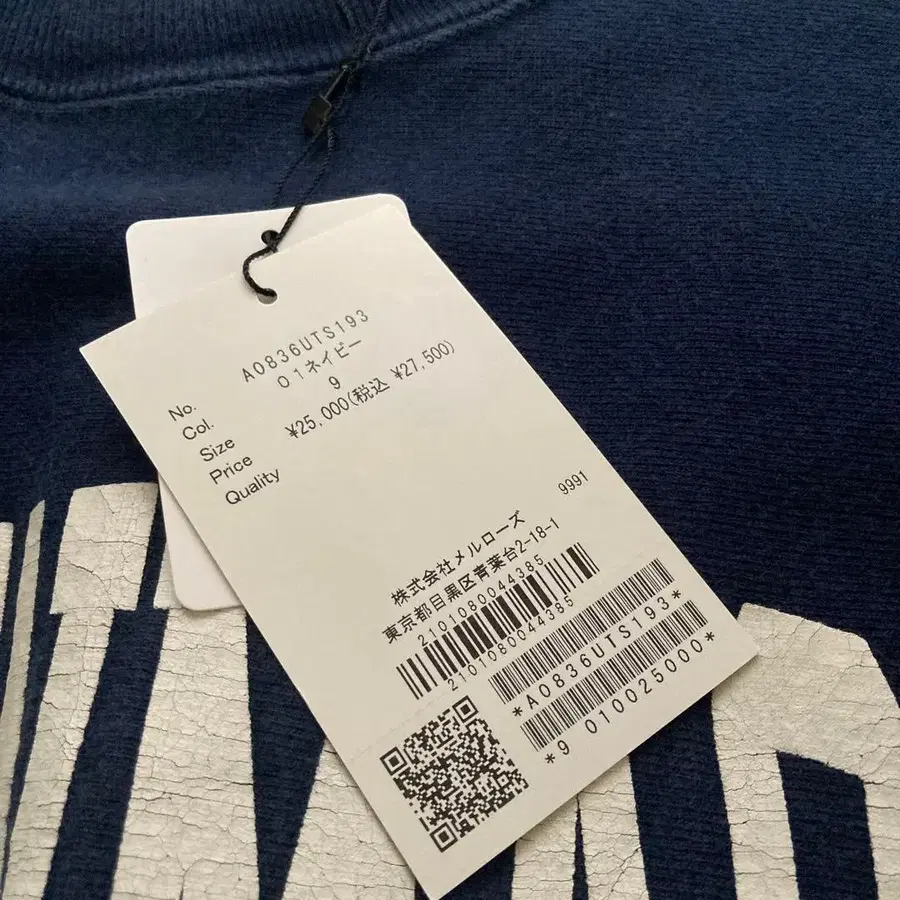 No. A0836UTS193
Col. 01ネイビー
Size 9
Price ¥25,000(税込 ¥27,500)
Quality
9991
株式会社メルローズ
東京都目黒区青葉台2-18-1
2101080044385
2101080044385
*A0836UTS193*
*9 010025000*